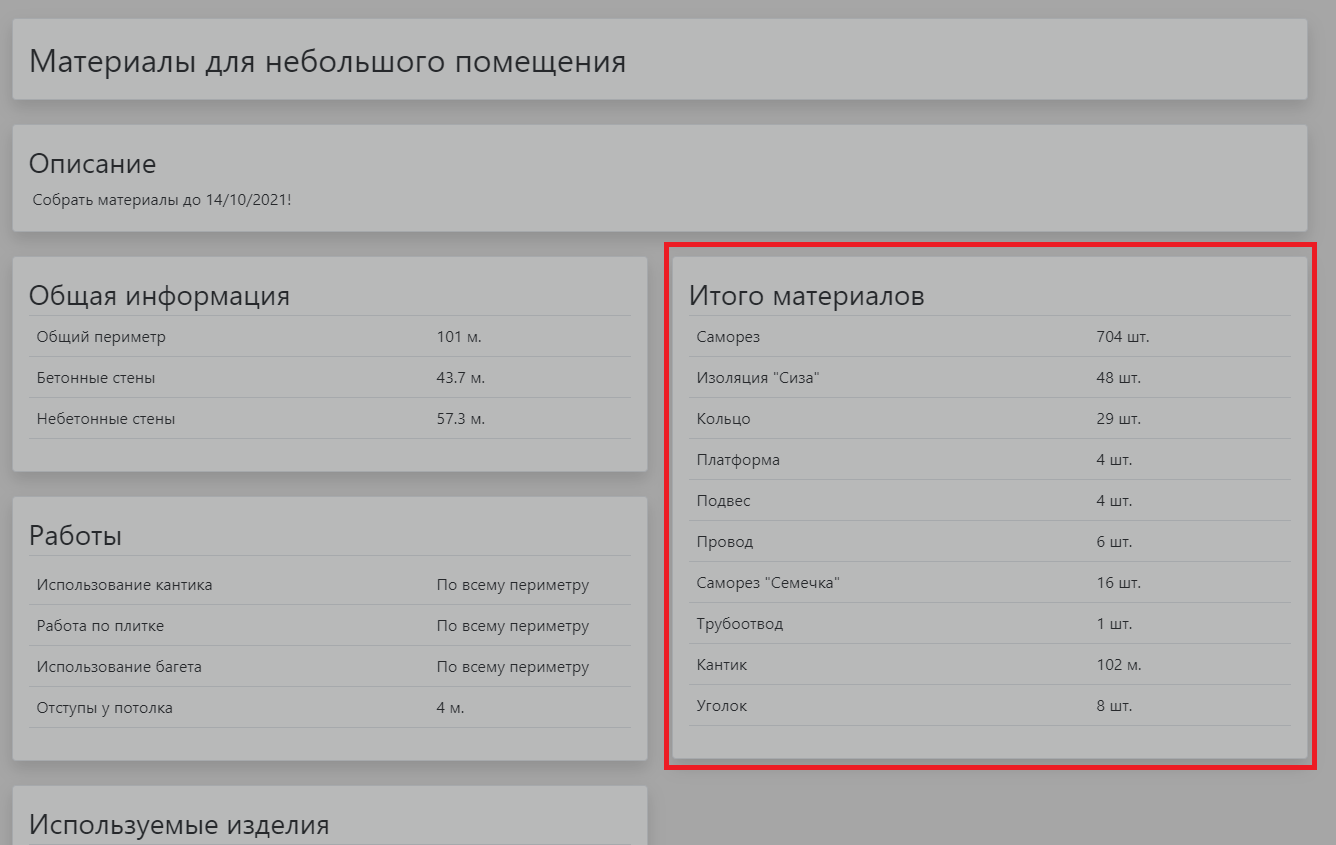 Материалы для небольшого помещения
Описание
Собрать материалы до 14/10/2021!
Общая информация
Общий периметр 101 м.
Бетонные стены 43.7 м.
Небетонные стены 57.3 м.
Работы
Использование кантика По всему периметру
Работа по плитке По всему периметру
Использование багета По всему периметру
Отступы у потолка 4 м.
Используемые изделия
Итого материалов
Саморез 704 шт.
Изоляция "Сиза" 48 шт.
Кольцо 29 шт.
Платформа 4 шт.
Подвес 4 шт.
Провод 6 шт.
Саморез "Семечка" 16 шт.
Трубоотвод 1 шт.
Кантик 102 м.
Уголок 8 шт.